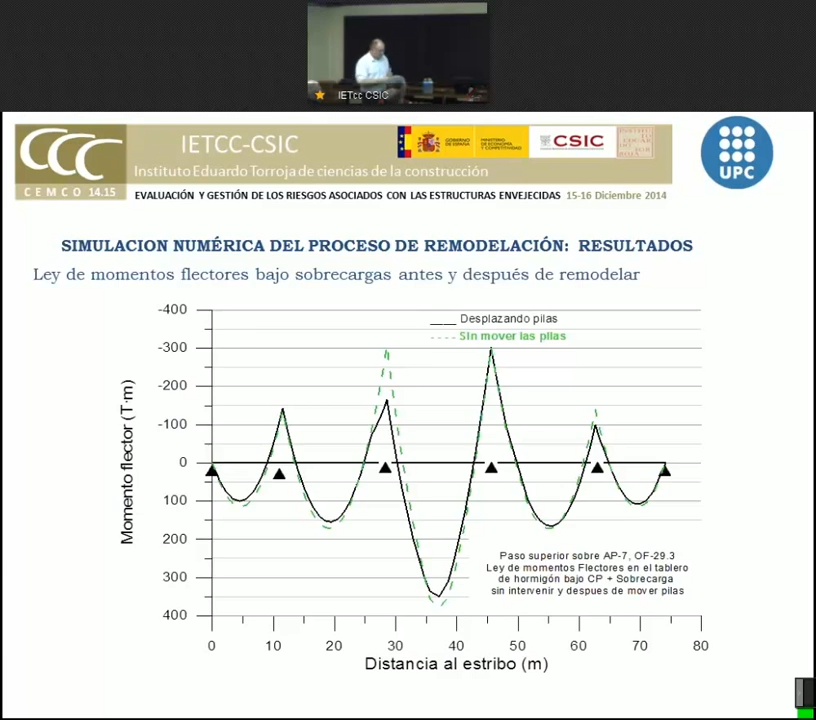 IETcc CSIC
CCC
CEMCO 14.15
IETCC-CSIC
Instituto Eduardo Torroja de ciencias de la construcción
GOBIERNO DE ESPAÑA
MINISTERIO DE ECONOMÍA Y COMPETITIVIDAD
CSIC
UPC
EVALUACIÓN Y GESTIÓN DE LOS RIESGOS ASOCIADOS CON LAS ESTRUCTURAS ENVEJECIDAS 15-16 Diciembre 2014
SIMULACION NUMÉRICA DEL PROCESO DE REMODELACIÓN: RESULTADOS
Ley de momentos flectores bajo sobrecargas antes y después de remodelar
Desplazando pilas
Sin mover las pilas
Momento flector (T·m)
-400
-300
-200
-100
0
100
200
300
400
Paso superior sobre AP-7, OF-29.3
Ley de momentos Flectores en el tablero
de hormigón bajo CP + Sobrecarga
sin intervenir y despues de mover pilas
0 10 20 30 40 50 60 70 80
Distancia al estribo (m)